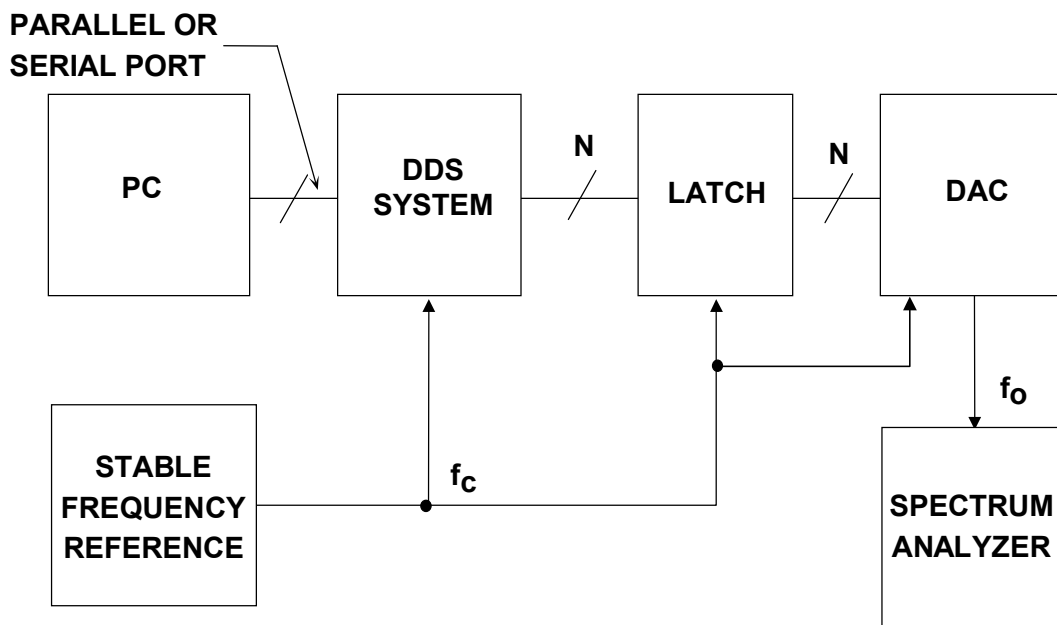 PARALLEL OR
SERIAL PORT
PC
DDS
SYSTEM
N
LATCH
N
DAC
fo
STABLE
FREQUENCY
REFERENCE
fc
SPECTRUM
ANALYZER